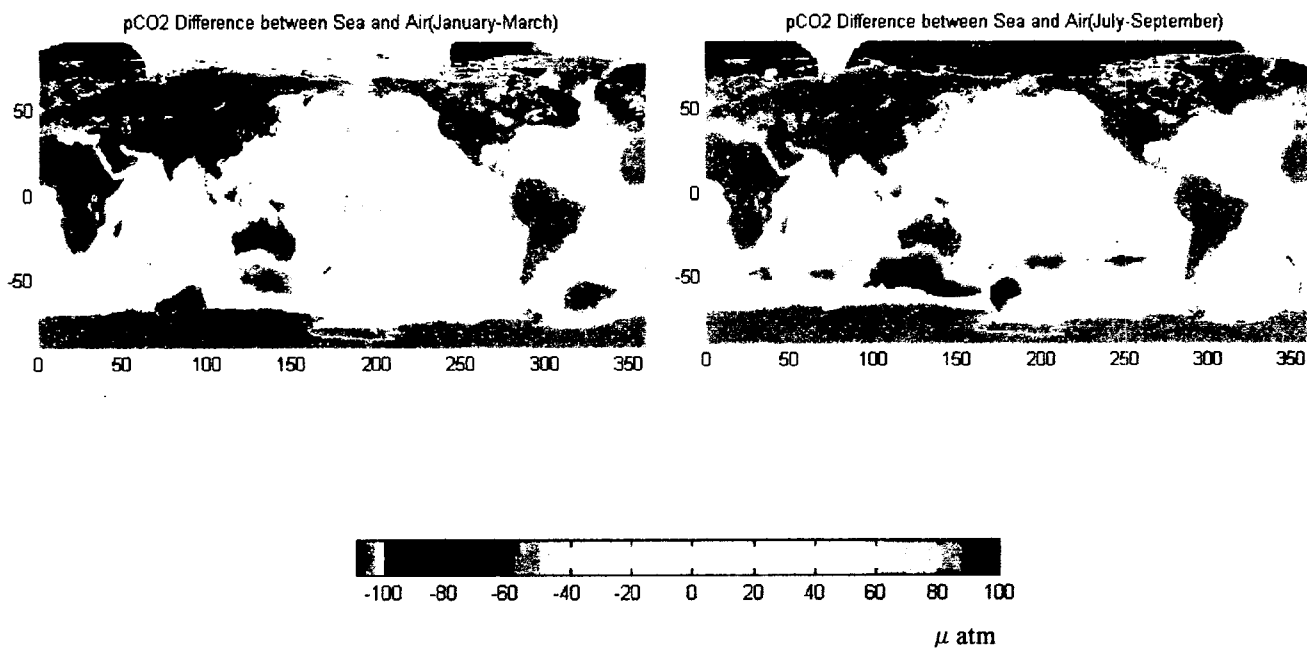 pCO2 Difference between Sea and Air(January-March)
pCO2 Difference between Sea and Air(July-September)
50
0
-50
0 50 100 150 200 250 300 350
50
0
-50
0 50 100 150 200 250 300 350
-100 -80 -60 -40 -20 0 20 40 60 80 100
μ atm